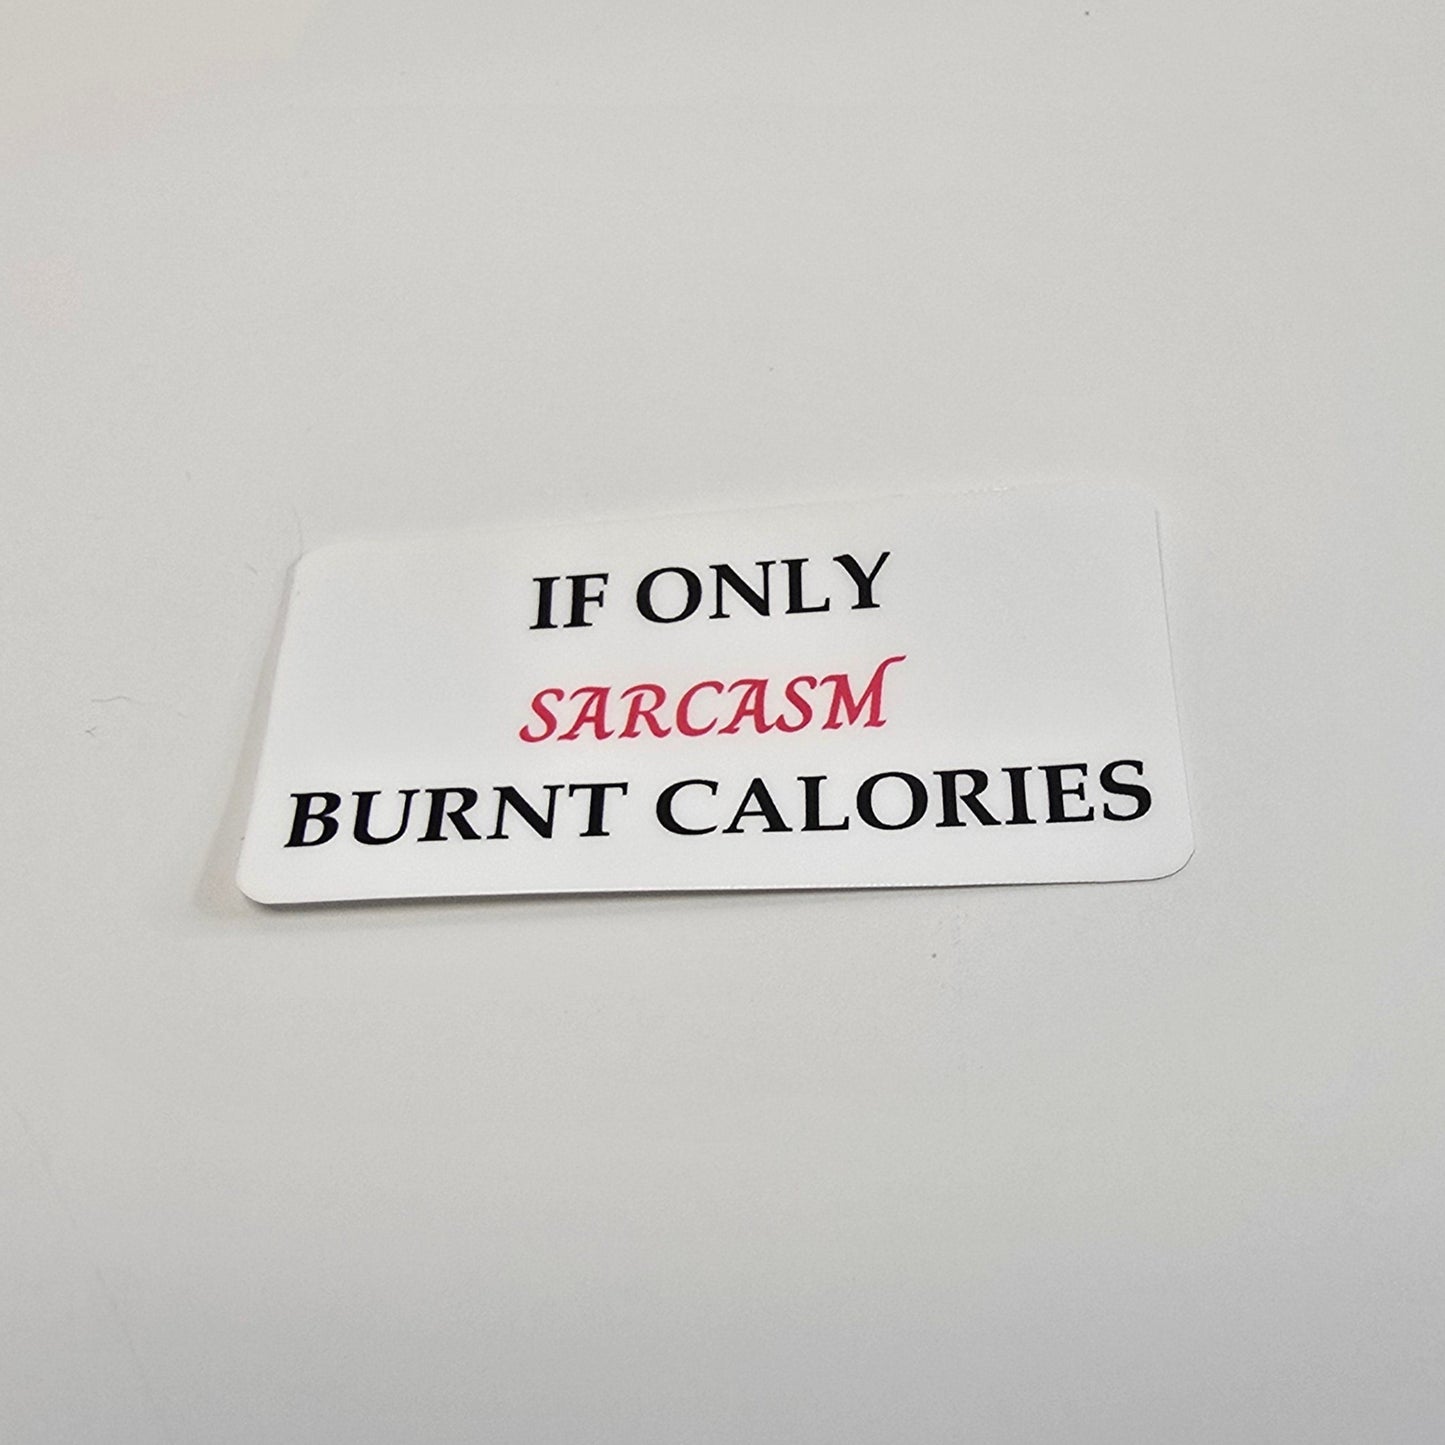 IF ONLY
SARCASM
BURNT CALORIES